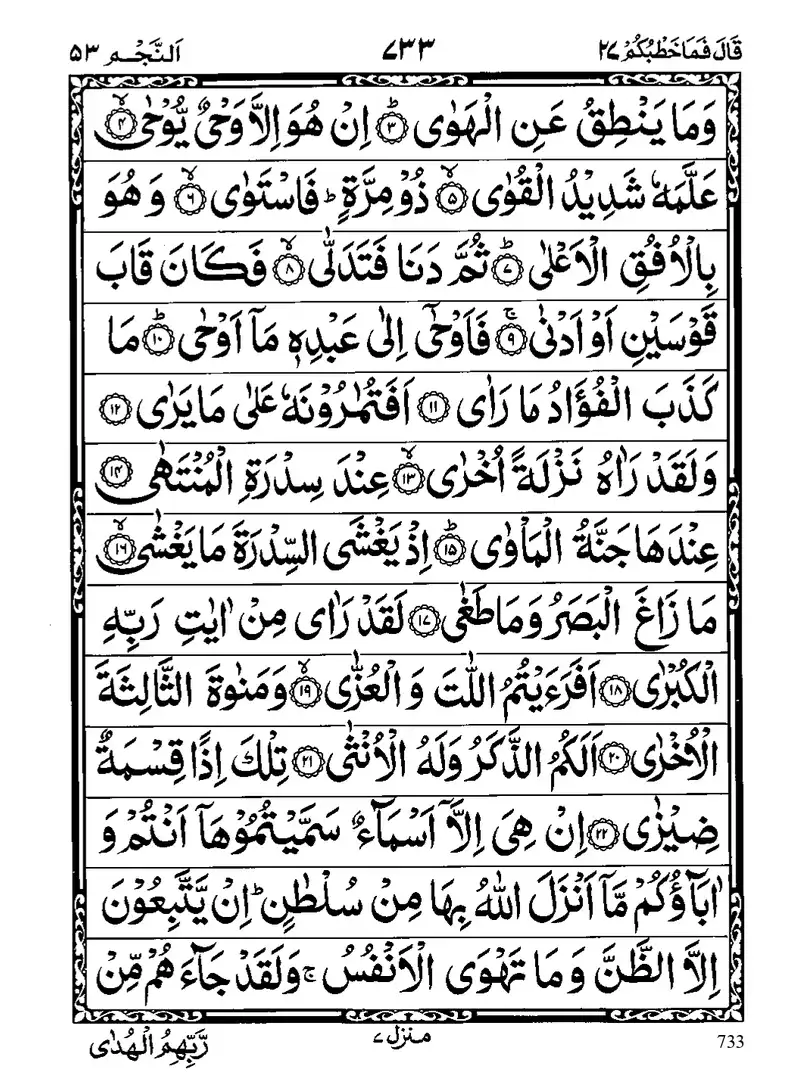 قَالَ فَمَا خَطْبُكُمْ ٢٧ ٧٣٣ اَلنَّجْم ٥٣
وَمَا يَنْطِقُ عَنِ الْهَوٰى ۝٣ؕ اِنْ هُوَ اِلَّا وَحْىٌ يُّوْحٰى ۝٤ۙ
عَلَّمَهٗ شَدِيْدُ الْقُوٰى ۝٥ۙ ذُوْ مِرَّةٍ ؕ فَاسْتَوٰى ۝٦ۙ وَ هُوَ
بِالْاُفُقِ الْاَعْلٰى ۝٧ؕ ثُمَّ دَنَا فَتَدَلّٰى ۝٨ۙ فَكَانَ قَابَ
قَوْسَيْنِ اَوْ اَدْنٰى ۝٩ۚ فَاَوْحٰٓى اِلٰى عَبْدِهٖ مَاۤ اَوْحٰى ۝١٠ؕ مَا
كَذَبَ الْفُؤَادُ مَا رَاٰى ۝١١ اَفَتُمٰرُوْنَهٗ عَلٰى مَا يَرٰى ۝١٢
وَلَقَدْ رَاٰهُ نَزْلَةً اُخْرٰى ۝١٣ۙ عِنْدَ سِدْرَةِ الْمُنْتَهٰى ۝١٤
عِنْدَهَا جَنَّةُ الْمَاْوٰى ۝١٥ؕ اِذْ يَغْشَى السِّدْرَةَ مَا يَغْشٰى ۝١٦ۙ
مَا زَاغَ الْبَصَرُ وَمَا طَغٰى ۝١٧ لَقَدْ رَاٰى مِنْ اٰيٰتِ رَبِّهِ
الْكُبْرٰى ۝١٨ اَفَرَءَيْتُمُ اللّٰتَ وَ الْعُزّٰى ۝١٩ۙ وَمَنٰوةَ الثَّالِثَةَ
الْاُخْرٰى ۝٢٠ اَلَكُمُ الذَّكَرُ وَلَهُ الْاُنْثٰى ۝٢١ تِلْكَ اِذًا قِسْمَةٌ
ضِيْزٰى ۝٢٢ اِنْ هِىَ اِلَّاۤ اَسْمَآءٌ سَمَّيْتُمُوْهَاۤ اَنْتُمْ وَ
اٰبَآؤُكُمْ مَّاۤ اَنْزَلَ اللّٰهُ بِهَا مِنْ سُلْطٰنٍ ؕ اِنْ يَّتَّبِعُوْنَ
اِلَّا الظَّنَّ وَ مَا تَهْوَى الْاَنْفُسُ ۚ وَلَقَدْ جَآءَهُمْ مِّنْ
رَّبِّهِمُ الْهُدٰى منزل ٧ 733